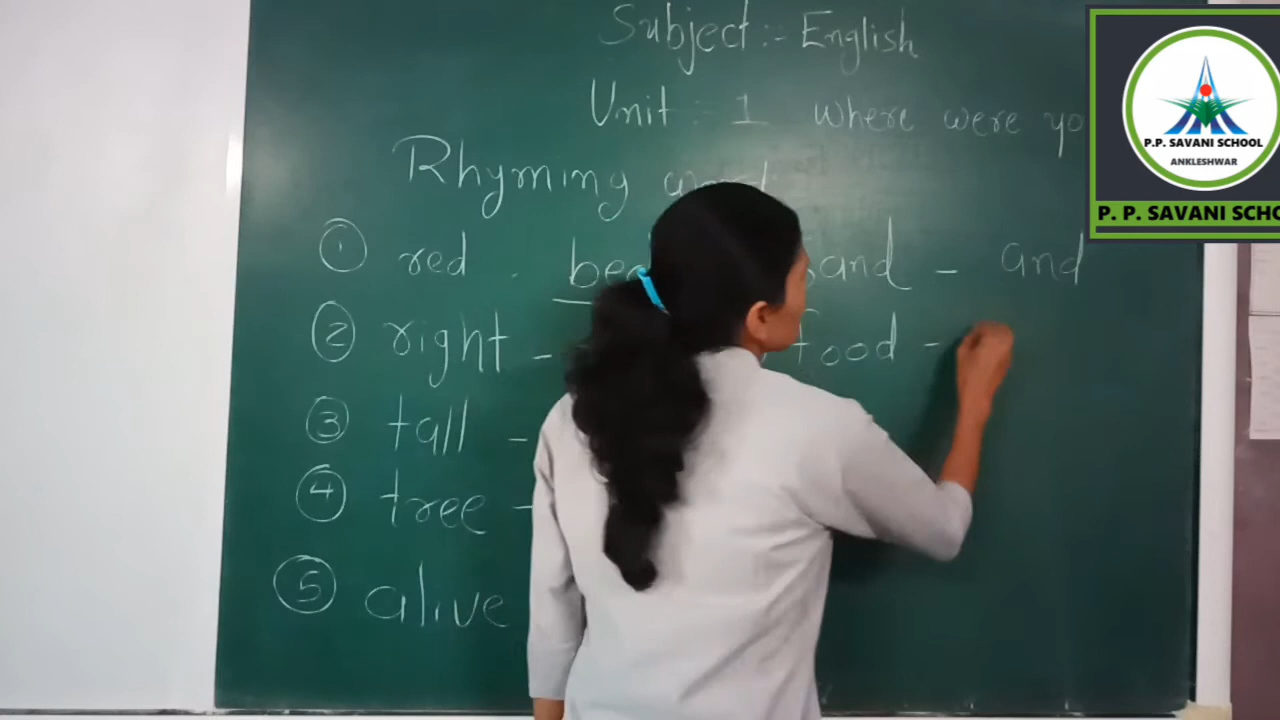 Subject :- English
Unit : 1 where were yo
Rhyming word
① red . bed sand - and
② right - food -
③ tall -
④ tree -
⑤ alive
P.P. SAVANI SCHOOL
ANKLESHWAR
P. P. SAVANI SCHO